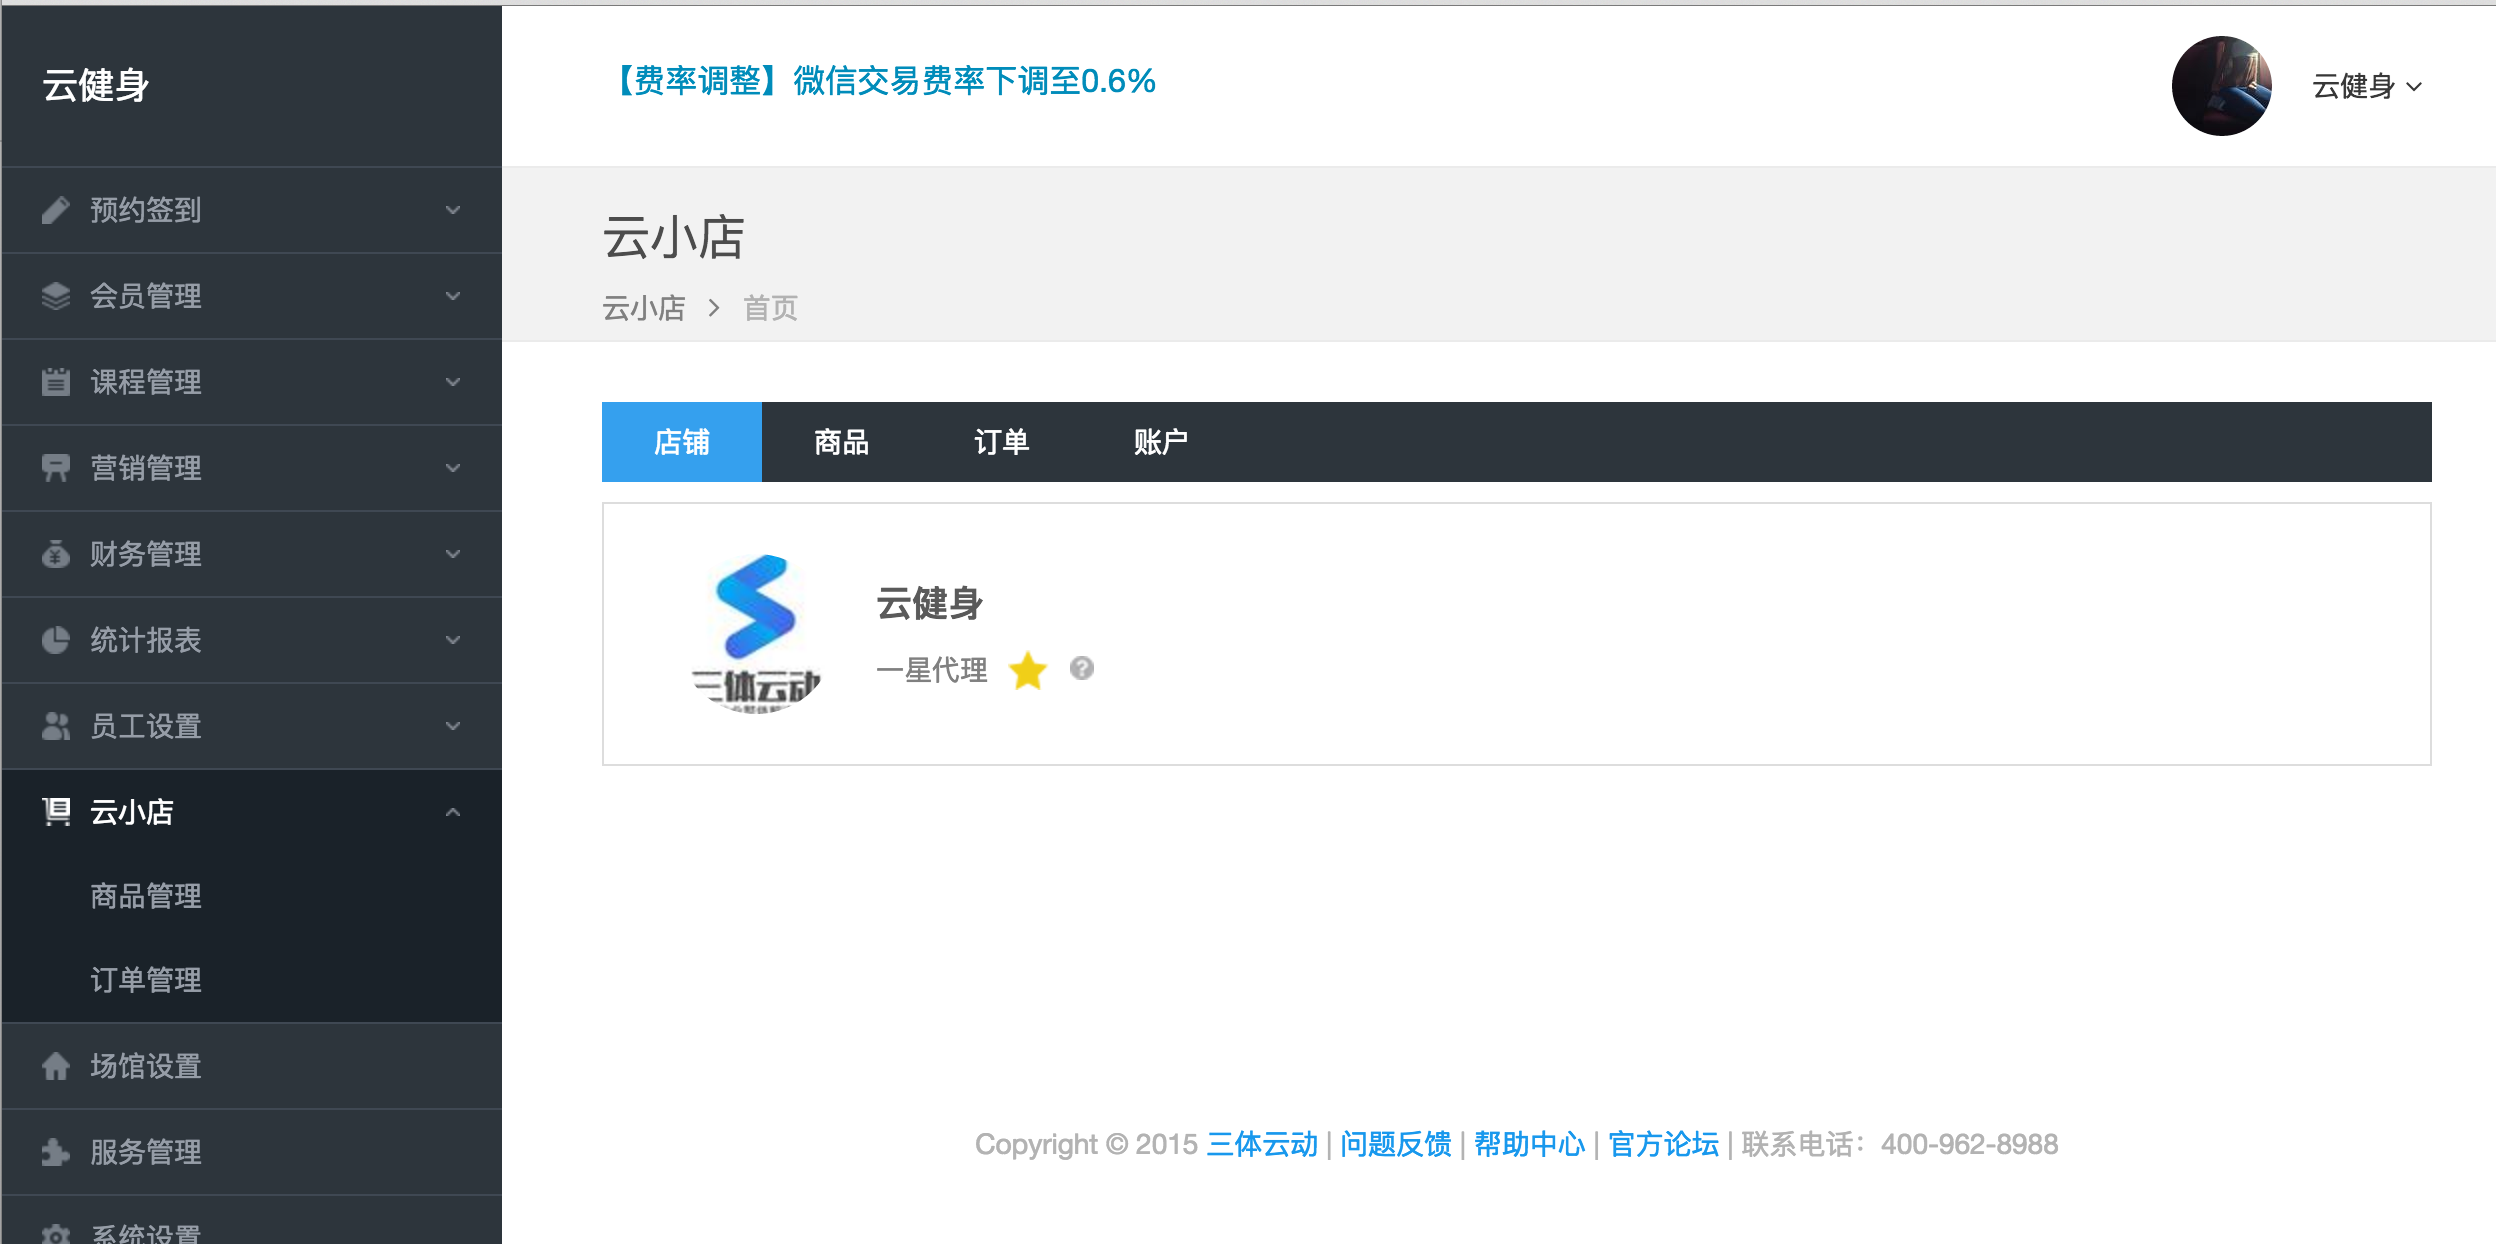 云健身
【费率调整】微信交易费率下调至0.6%
云健身
预约签到
会员管理
课程管理
营销管理
财务管理
统计报表
员工设置
云小店
商品管理
订单管理
场馆设置
服务管理
系统设置
云小店
云小店 > 首页
店铺 商品 订单 账户
三体云动
云健身
一星代理
Copyright © 2015 三体云动 | 问题反馈 | 帮助中心 | 官方论坛 | 联系电话：400-962-8988